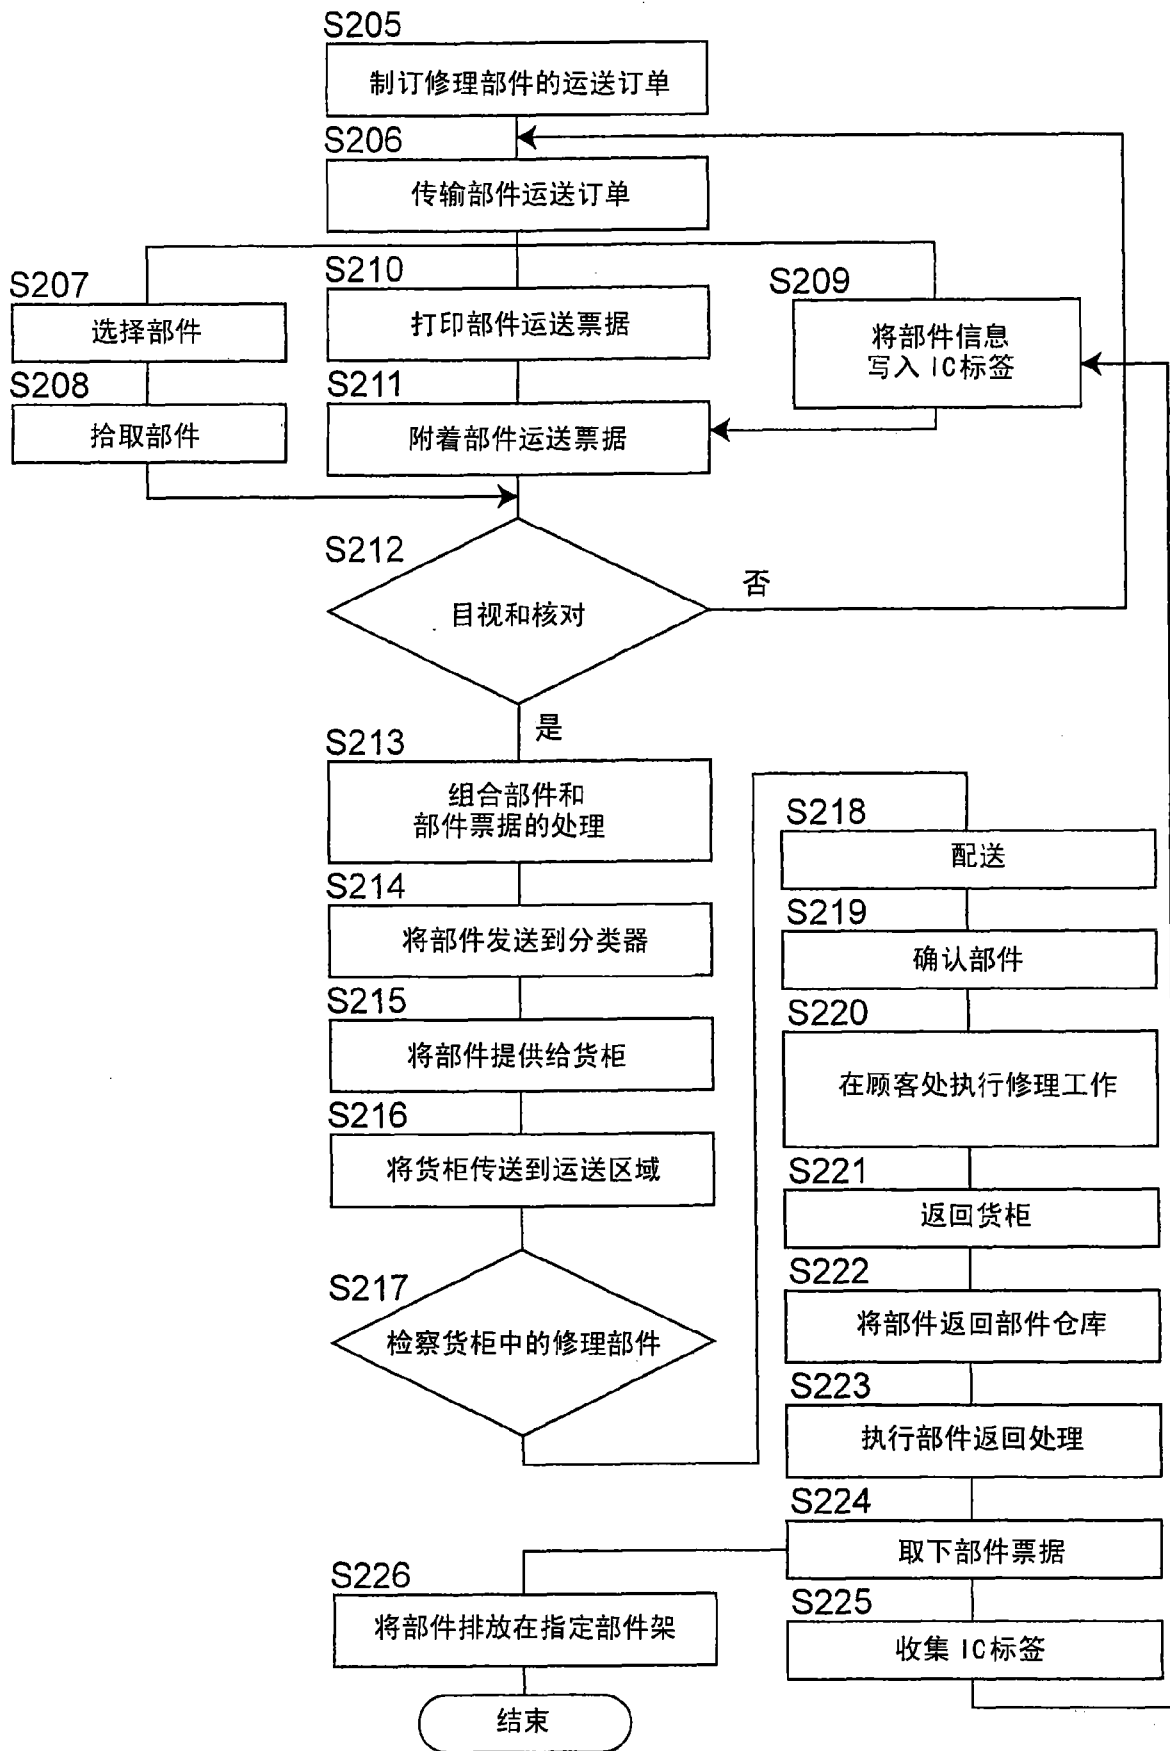 S205
制订修理部件的运送订单
S206
传输部件运送订单
S207
选择部件
S208
拾取部件
S210
打印部件运送票据
S211
附着部件运送票据
S209
将部件信息
写入IC标签
S212
目视和核对
否
是
S213
组合部件和
部件票据的处理
S214
将部件发送到分类器
S215
将部件提供给货柜
S216
将货柜传送到运送区域
S217
检察货柜中的修理部件
S218
配送
S219
确认部件
S220
在顾客处执行修理工作
S221
返回货柜
S222
将部件返回部件仓库
S223
执行部件返回处理
S224
取下部件票据
S225
收集IC标签
S226
将部件排放在指定部件架
结束